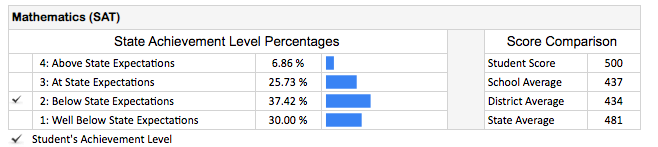 Mathematics (SAT)
State Achievement Level Percentages Score Comparison
4: Above State Expectations 6.86 % Student Score 500
3: At State Expectations 25.73 % School Average 437
✓ 2: Below State Expectations 37.42 % District Average 434
1: Well Below State Expectations 30.00 % State Average 481
✓ Student's Achievement Level